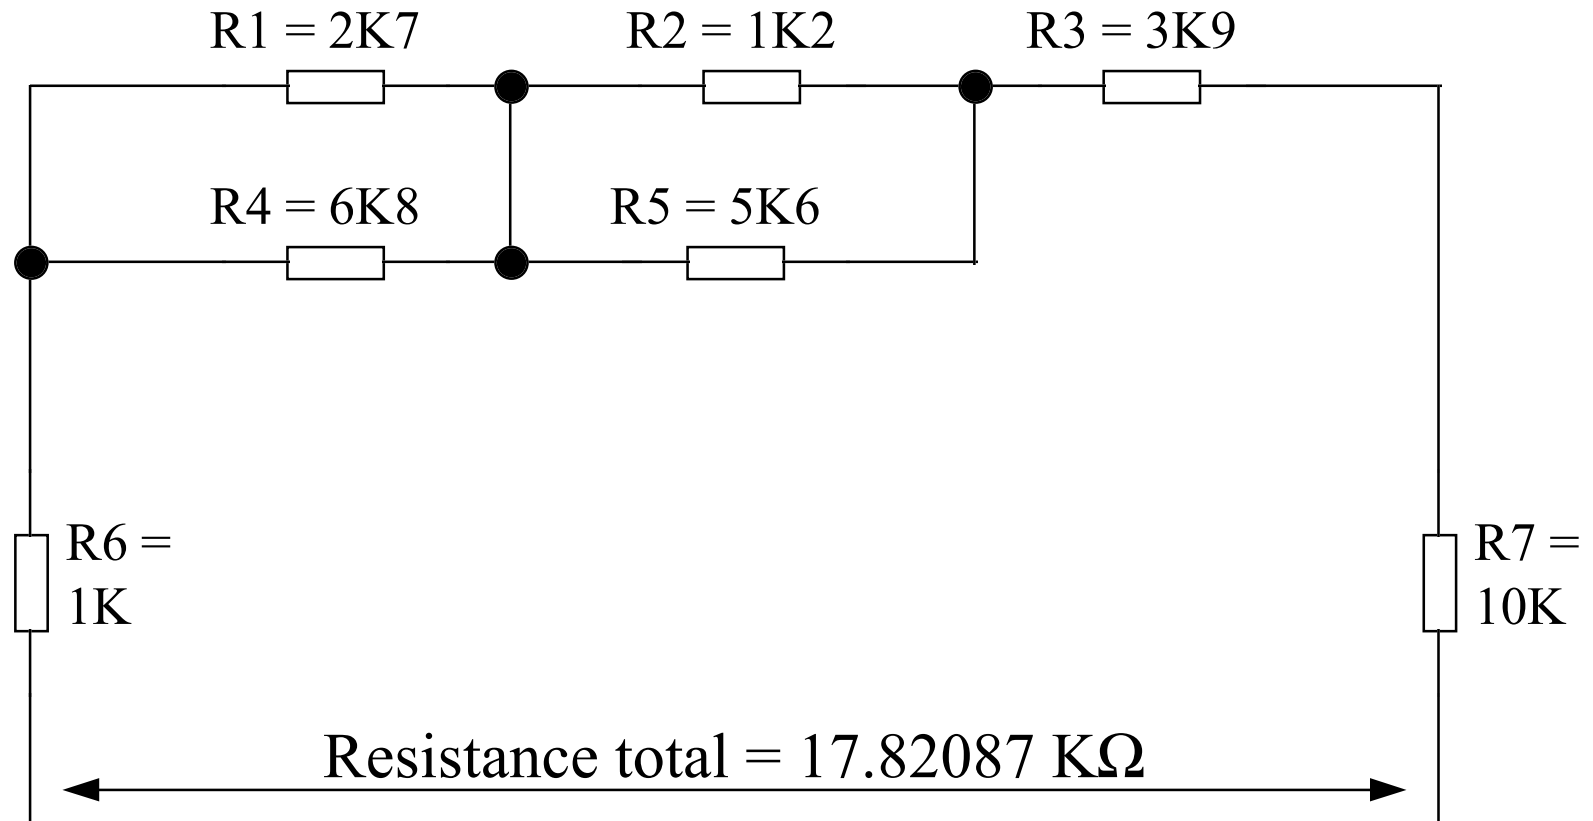 R1 = 2K7
R2 = 1K2
R3 = 3K9
R4 = 6K8
R5 = 5K6
R6 =
1K
R7 =
10K
Resistance total = 17.82087 KΩ